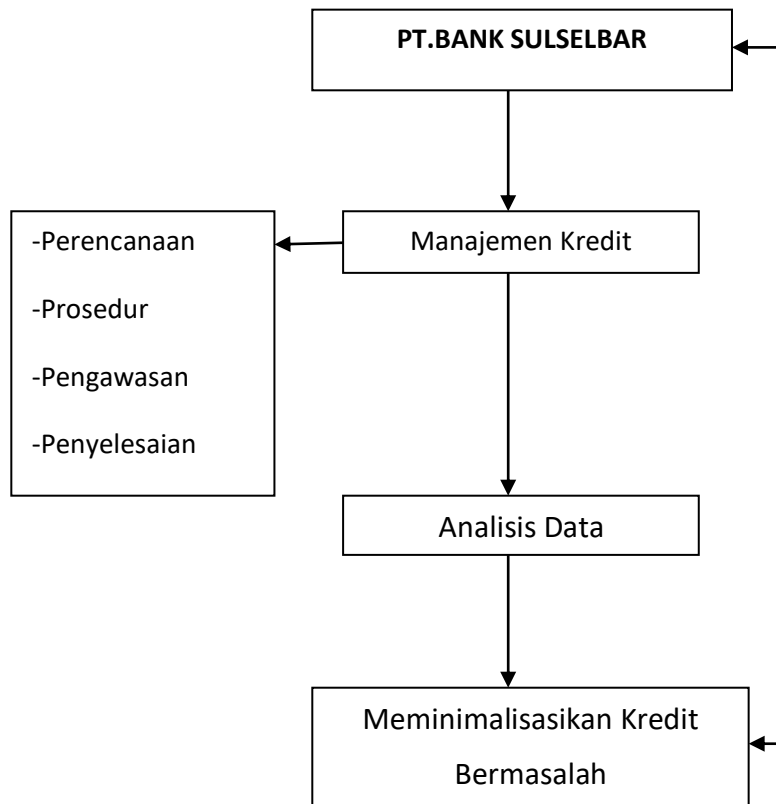 PT.BANK SULSELBAR
Manajemen Kredit
-Perencanaan
-Prosedur
-Pengawasan
-Penyelesaian
Analisis Data
Meminimalisasikan Kredit
Bermasalah